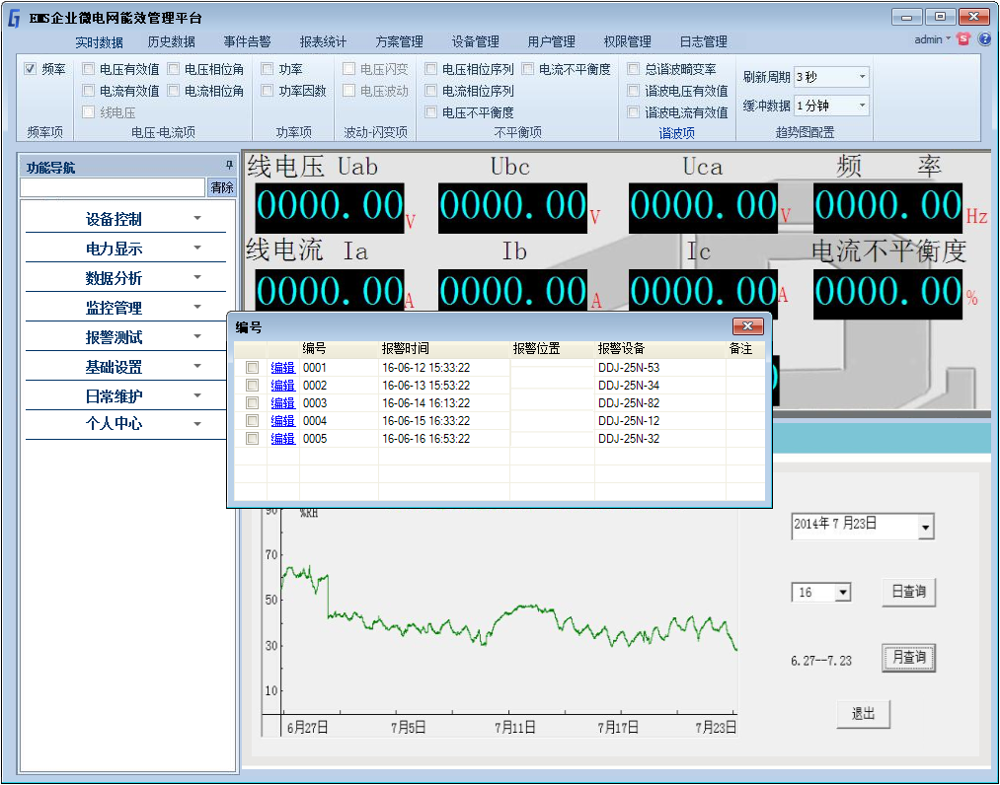 EMS企业微电网能效管理平台
实时数据 历史数据 事件告警 报表统计 方案管理 设备管理 用户管理 权限管理 日志管理 admin
频率 电压有效值 电压相位角 功率 电压闪变 电压相位序列 电流不平衡度 总谐波畸变率 刷新周期 3秒
电流有效值 电流相位角 功率因数 电压波动 电流相位序列 谐波电压有效值
线电压 电压不平衡度 谐波电流有效值 缓冲数据 1分钟
频率项 电压-电流项 功率项 波动-闪变项 不平衡项 谐波项 趋势图配置
功能导航
清除
设备控制
电力显示
数据分析
监控管理
报警测试
基础设置
日常维护
个人中心
线电压 Uab Ubc Uca 频 率
0000.00 V 0000.00 V 0000.00 V 0000.00 Hz
线电流 Ia Ib Ic 电流不平衡度
0000.00 A 0000.00 A 0000.00 A 0000.00 %
编号
编号 报警时间 报警位置 报警设备 备注
编辑 0001 16-06-12 15:33:22 DDJ-25N-53
编辑 0002 16-06-13 15:53:22 DDJ-25N-34
编辑 0003 16-06-14 16:13:22 DDJ-25N-82
编辑 0004 16-06-15 16:33:22 DDJ-25N-12
编辑 0005 16-06-16 16:53:22 DDJ-25N-32
90 %RH
70
50
30
10
6月27日 7月5日 7月11日 7月17日 7月23日
2014年 7 月23日
16 日查询
6.27--7.23 月查询
退出